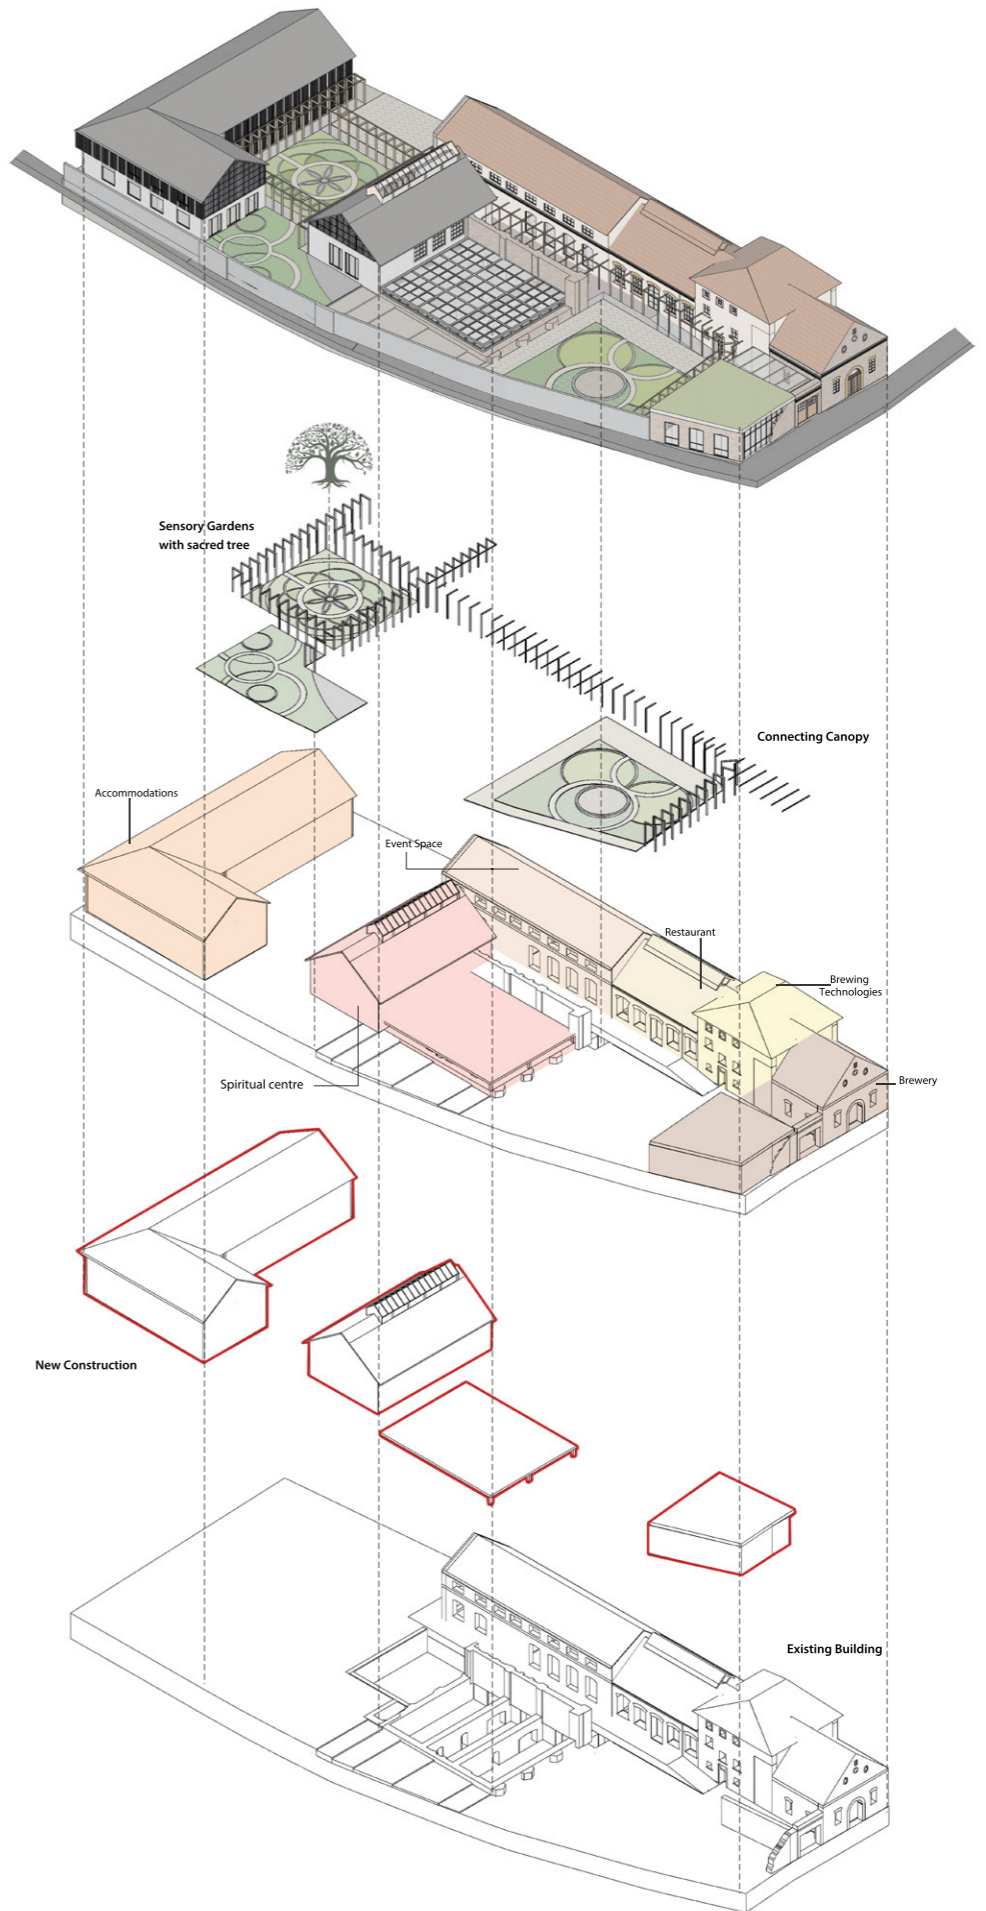 Sensory Gardens
with sacred tree
Connecting Canopy
Accommodations
Event Space
Restaurant
Brewing
Technologies
Brewery
Spiritual centre
New Construction
Existing Building